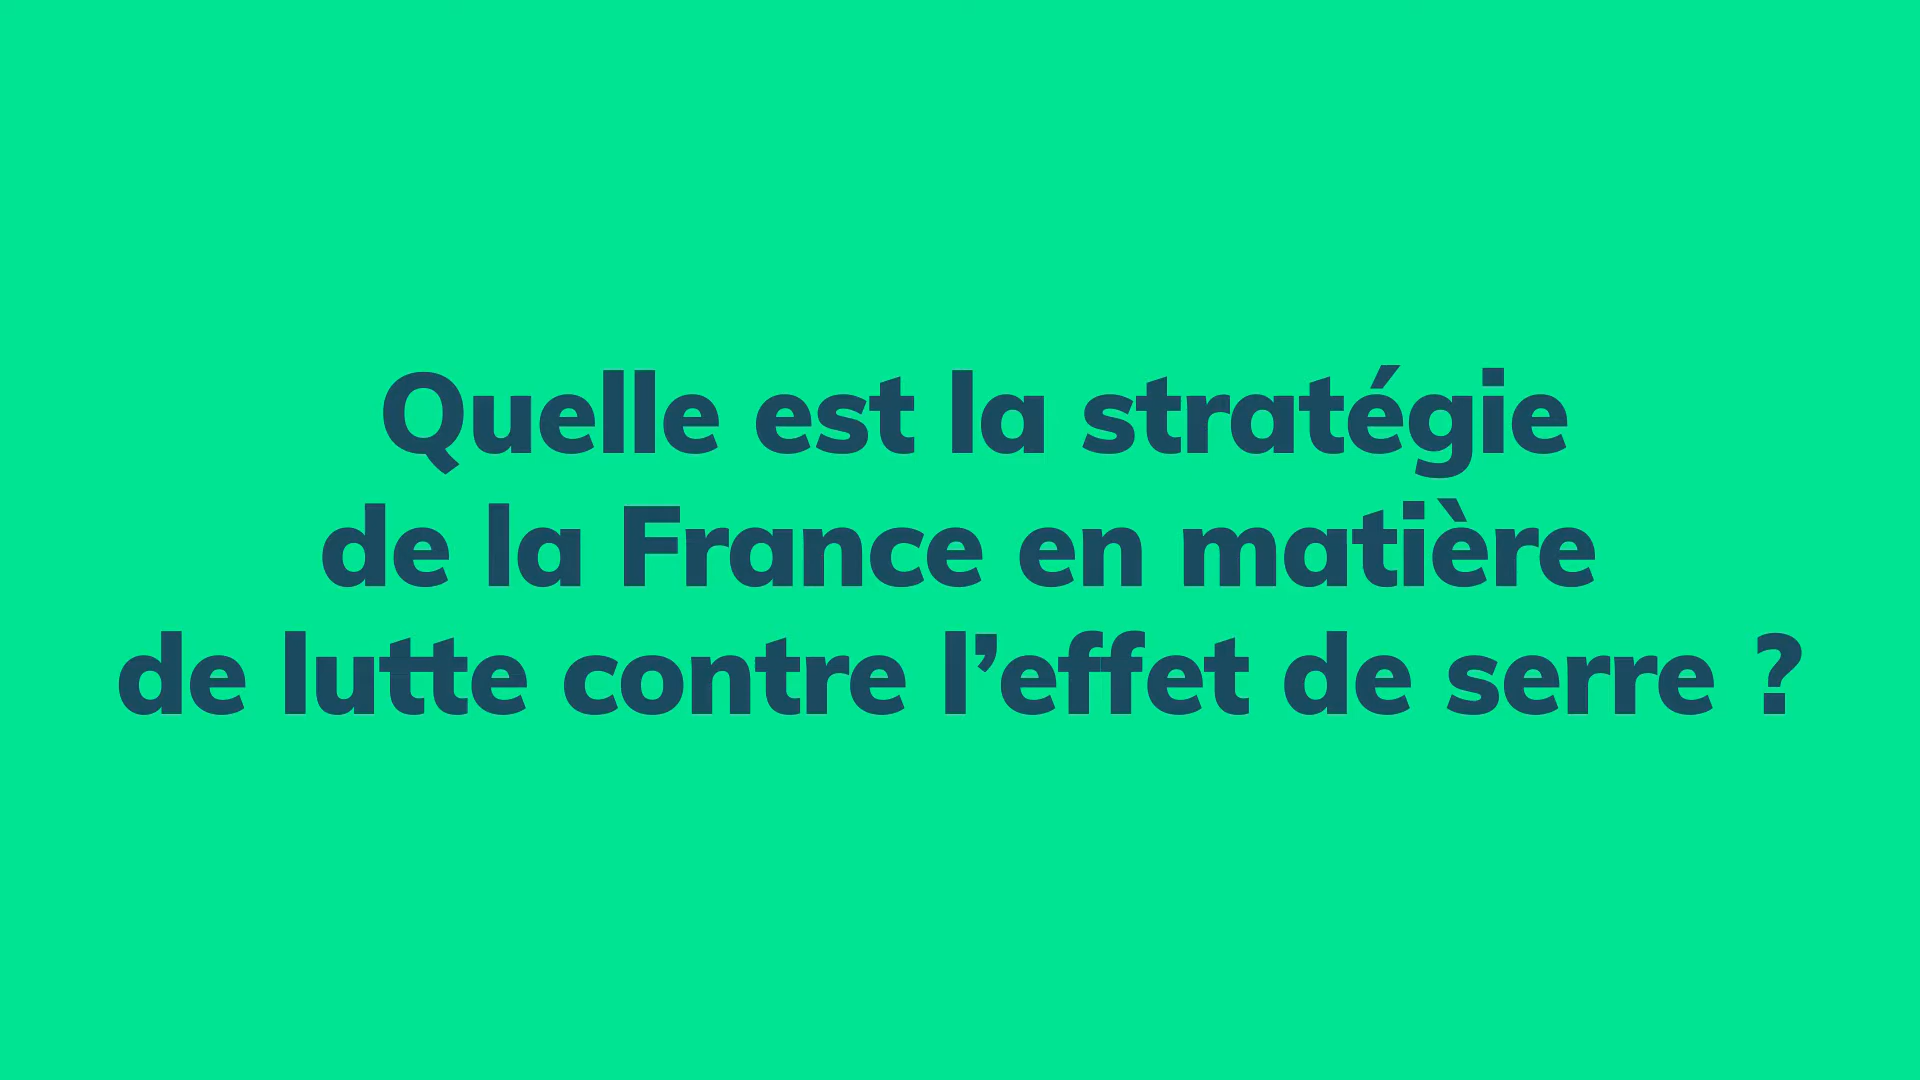 Quelle est la stratégie
de la France en matière
de lutte contre l’effet de serre ?